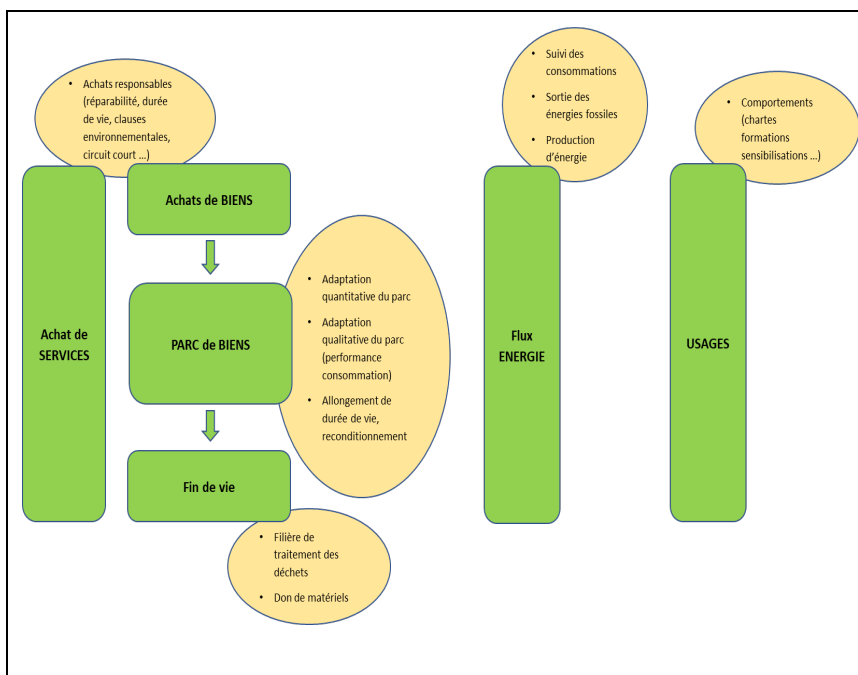 • Achats responsables
(réparabilité, durée
de vie, clauses
environnementales,
circuit court ...)
Achat de
SERVICES
Achats de BIENS
PARC de BIENS
• Adaptation
quantitative du parc
• Adaptation
qualitative du parc
(performance
consommation)
• Allongement de
durée de vie,
reconditionnement
Fin de vie
• Filière de
traitement des
déchets
• Don de matériels
• Suivi des
consommations
• Sortie des
énergies fossiles
• Production
d'énergie
Flux
ENERGIE
• Comportements
(chartes
formations
sensibilisations ...)
USAGES